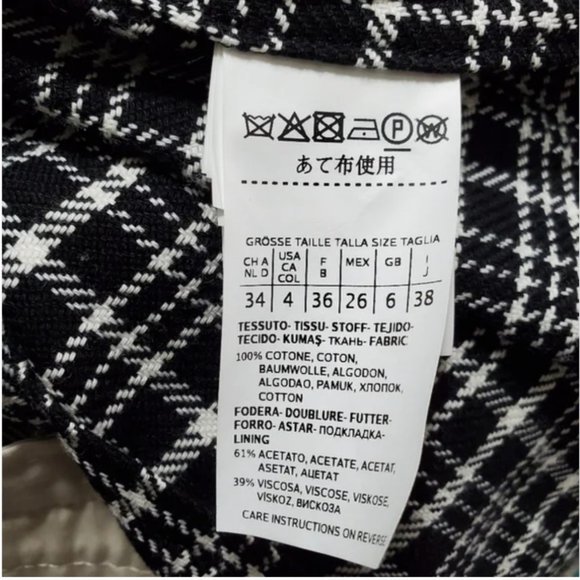 P W
あて布使用
GRÖSSE TAILLE TALLA SIZE TAGLIA
CH A NL D USA CA COL F B MEX GB I J
34 4 36 26 6 38
TESSUTO- TISSU- STOFF- TEJIDO-
TECIDO- KUMAŞ- ТКАНЬ- FABRIC
100% COTONE, COTON,
BAUMWOLLE, ALGODON,
ALGODAO, PAMUK, ХЛОПОК,
COTTON
FODERA- DOUBLURE- FUTTER-
FORRO- ASTAR- ПОДКЛАДКА-
LINING
61% ACETATO, ACETATE, ACETAT,
ASETAT, АЦЕТАТ
39% VISCOSA, VISCOSE, VISKOSE,
VİSKOZ, ВИСКОЗА
CARE INSTRUCTIONS ON REVERSE